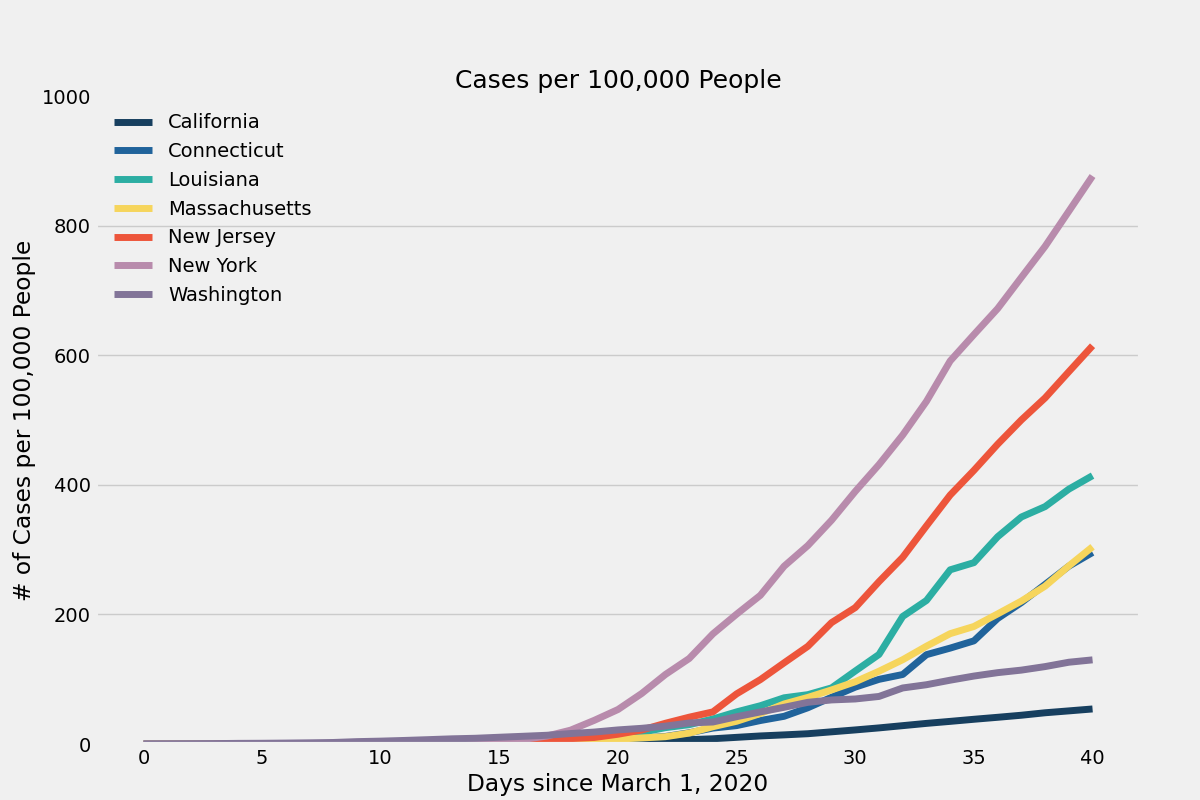 Cases per 100,000 People
1000
800
600
400
200
0
# of Cases per 100,000 People
California
Connecticut
Louisiana
Massachusetts
New Jersey
New York
Washington
0 5 10 15 20 25 30 35 40
Days since March 1, 2020